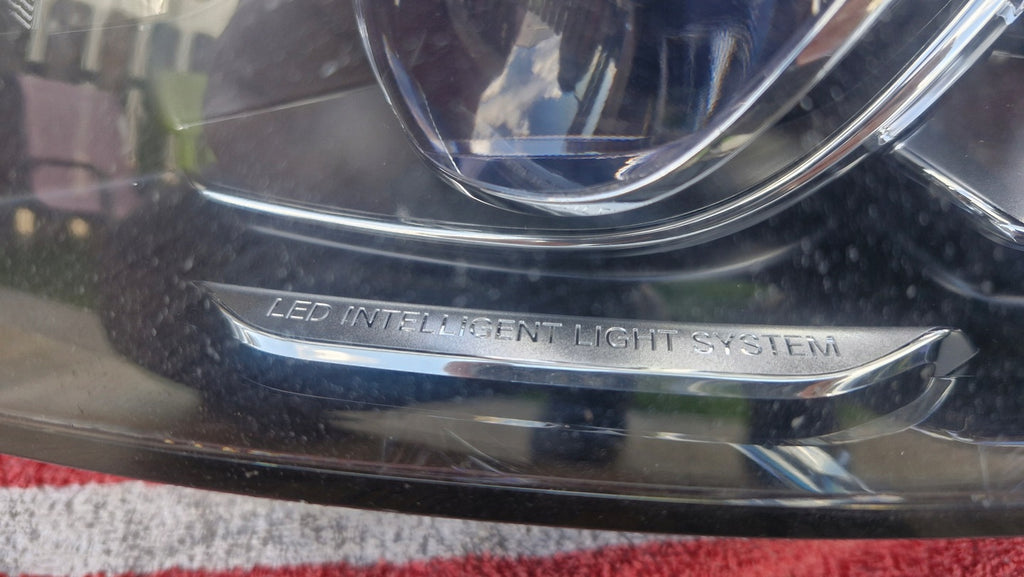 LED INTELLiGENT LIGHT SYSTEM